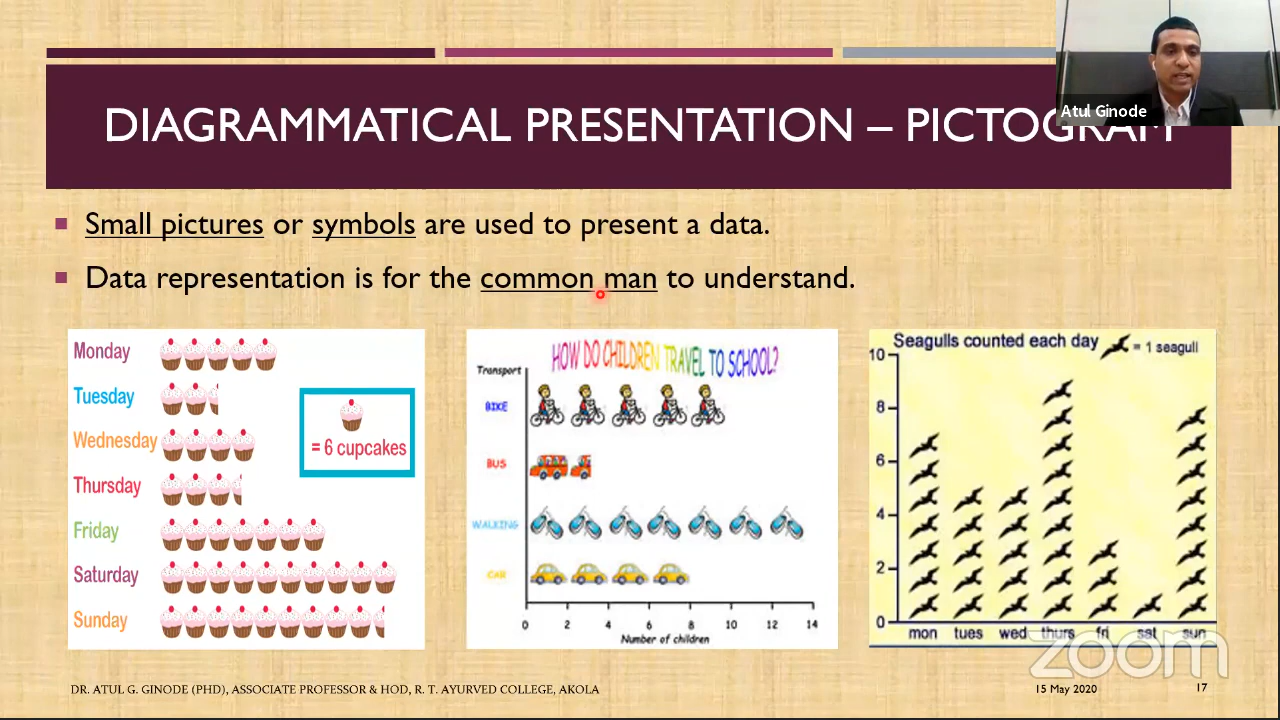 DIAGRAMMATICAL PRESENTATION – PICTOGRAM
Atul Ginode
Small pictures or symbols are used to present a data.
Data representation is for the common man to understand.
Monday
Tuesday
Wednesday
Thursday
Friday
Saturday
Sunday
= 6 cupcakes
HOW DO CHILDREN TRAVEL TO SCHOOL?
Transport
BIKE
BUS
WALKING
CAR
0 2 4 6 8 10 12 14
Number of children
Seagulls counted each day = 1 seagull
10
8
6
4
2
0
mon tues wed thurs fri sat sun
zoom
DR. ATUL G. GINODE (PHD), ASSOCIATE PROFESSOR & HOD, R. T. AYURVED COLLEGE, AKOLA
15 May 2020
17